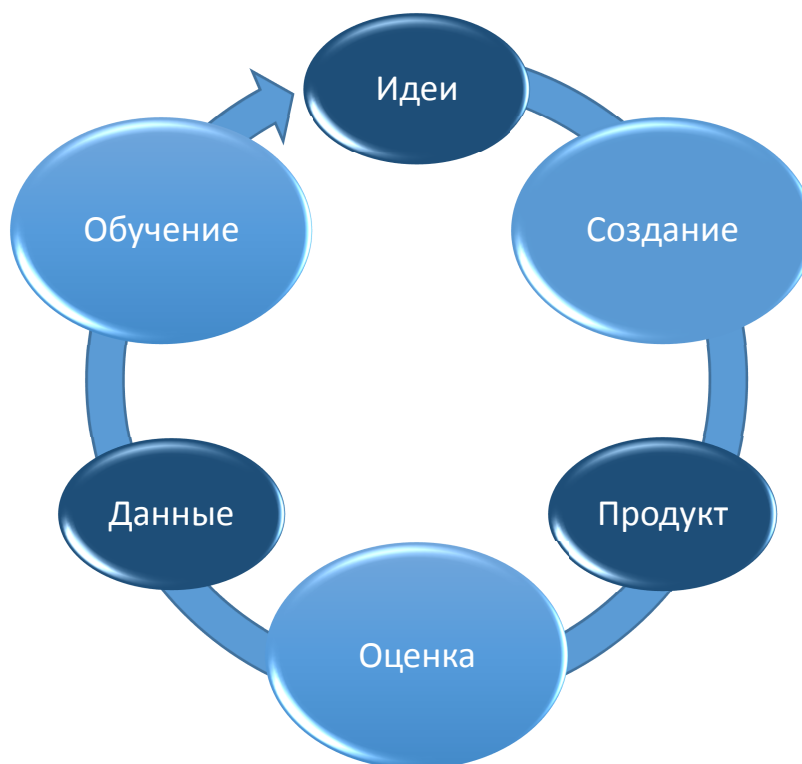 Идеи
Обучение
Создание
Данные
Продукт
Оценка